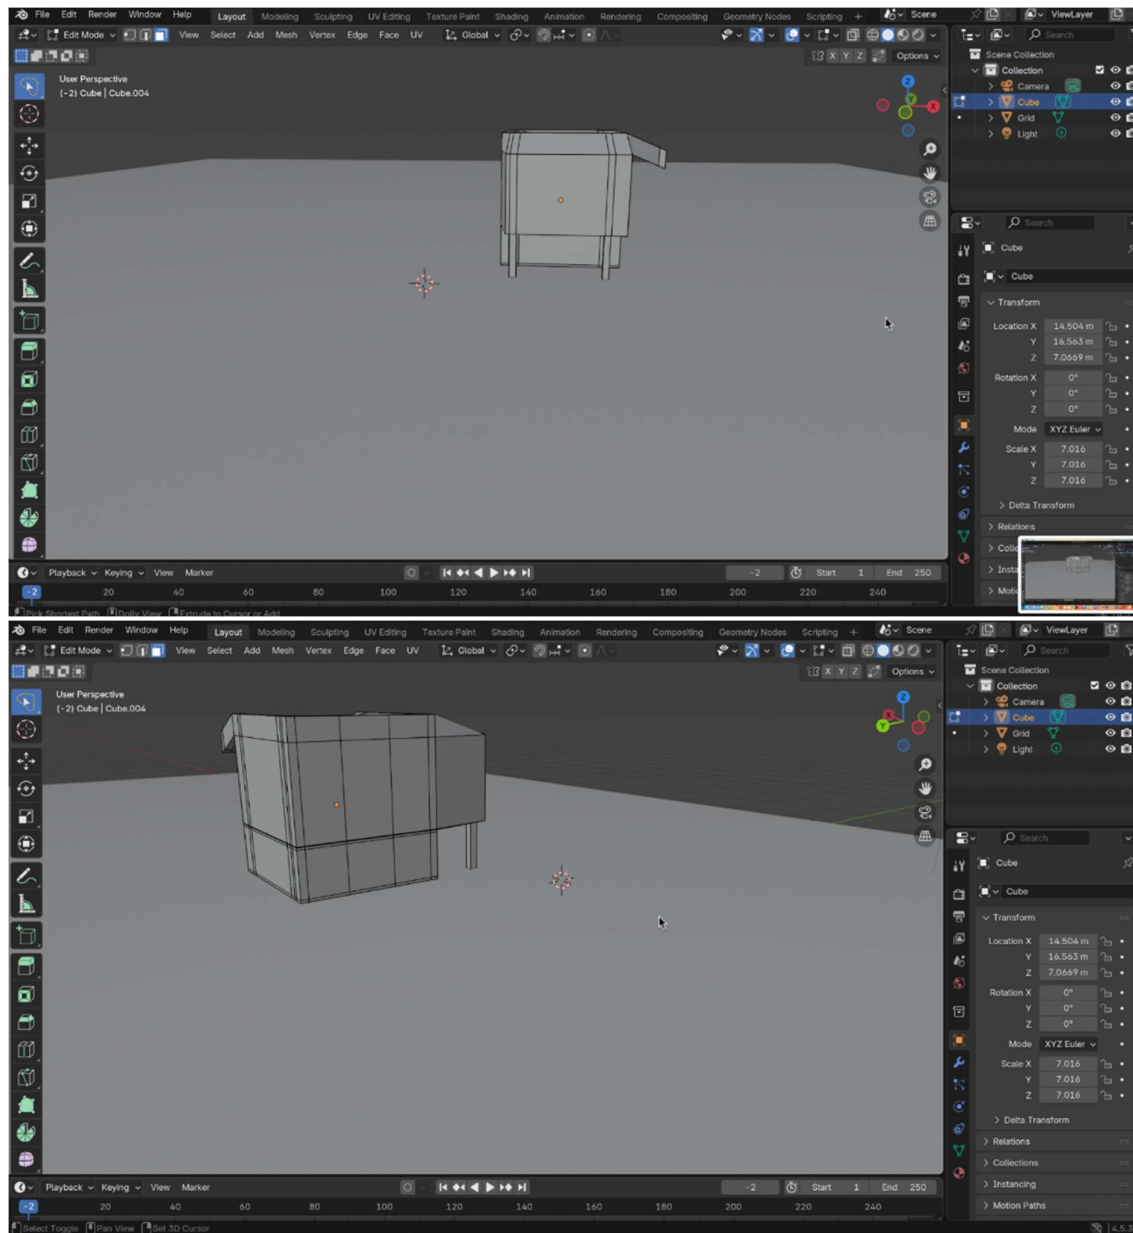 File Edit Render Window Help Layout Modeling Sculpting UV Editing Texture Paint Shading Animation Rendering Compositing Geometry Nodes Scripting + Scene ViewLayer
Edit Mode View Select Add Mesh Vertex Edge Face UV Global Search
X Y Z Options
User Perspective
(-2) Cube | Cube.004
Scene Collection
Collection
Camera
Cube
Grid
Light
Z
X
Search
Cube
Cube
Transform
Location X 14.504 m
Y 16.563 m
Z 7.0669 m
Rotation X 0°
Y 0°
Z 0°
Mode XYZ Euler
Scale X 7.016
Y 7.016
Z 7.016
Delta Transform
Relations
Colle
Insta
Motio
Playback Keying View Marker -2 Start 1 End 250
-2 20 40 60 80 100 120 140 160 180 200 220 240
Pick Shortest Path Dolly View Extrude to Cursor or Add
File Edit Render Window Help Layout Modeling Sculpting UV Editing Texture Paint Shading Animation Rendering Compositing Geometry Nodes Scripting + Scene ViewLayer
Edit Mode View Select Add Mesh Vertex Edge Face UV Global Search
X Y Z Options
User Perspective
(-2) Cube | Cube.004
Scene Collection
Collection
Camera
Cube
Grid
Light
Z
X
Y
Search
Cube
Cube
Transform
Location X 14.504 m
Y 16.563 m
Z 7.0669 m
Rotation X 0°
Y 0°
Z 0°
Mode XYZ Euler
Scale X 7.016
Y 7.016
Z 7.016
Delta Transform
Relations
Collections
Instancing
Motion Paths
Playback Keying View Marker -2 Start 1 End 250
-2 20 40 60 80 100 120 140 160 180 200 220 240
Select Toggle Pan View Set 3D Cursor 4.5.3